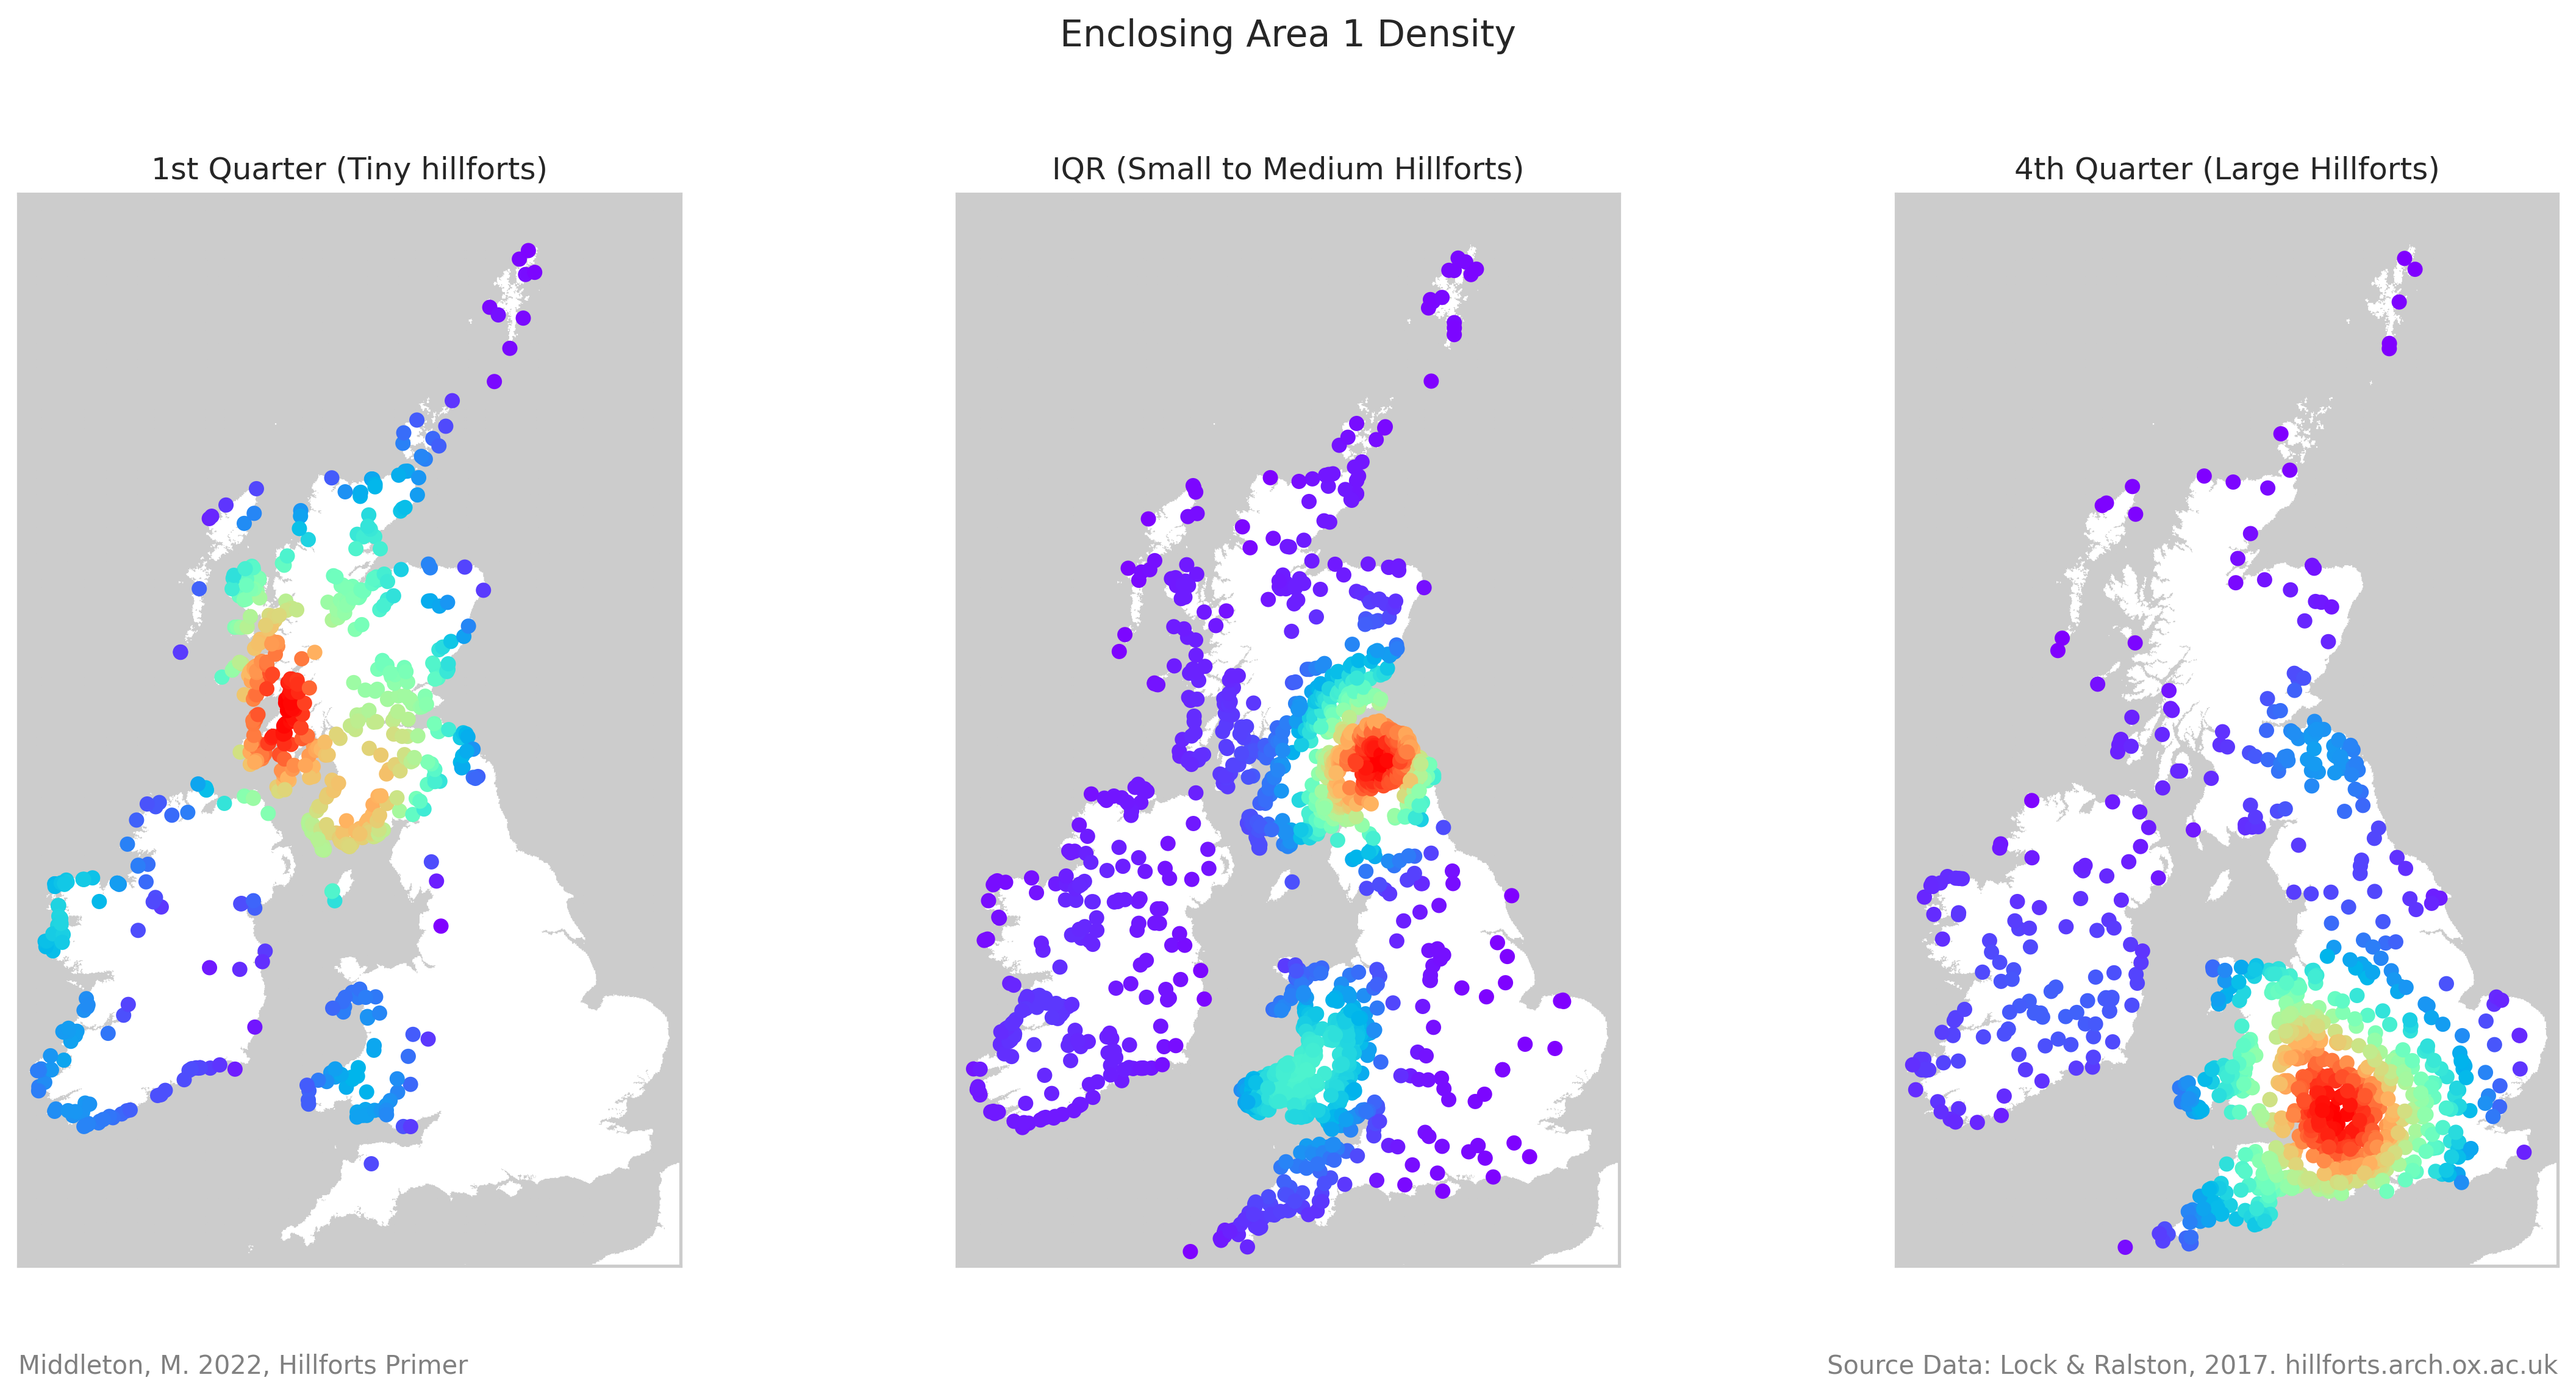 Enclosing Area 1 Density
1st Quarter (Tiny hillforts)
IQR (Small to Medium Hillforts)
4th Quarter (Large Hillforts)
Middleton, M. 2022, Hillforts Primer
Source Data: Lock & Ralston, 2017. hillforts.arch.ox.ac.uk